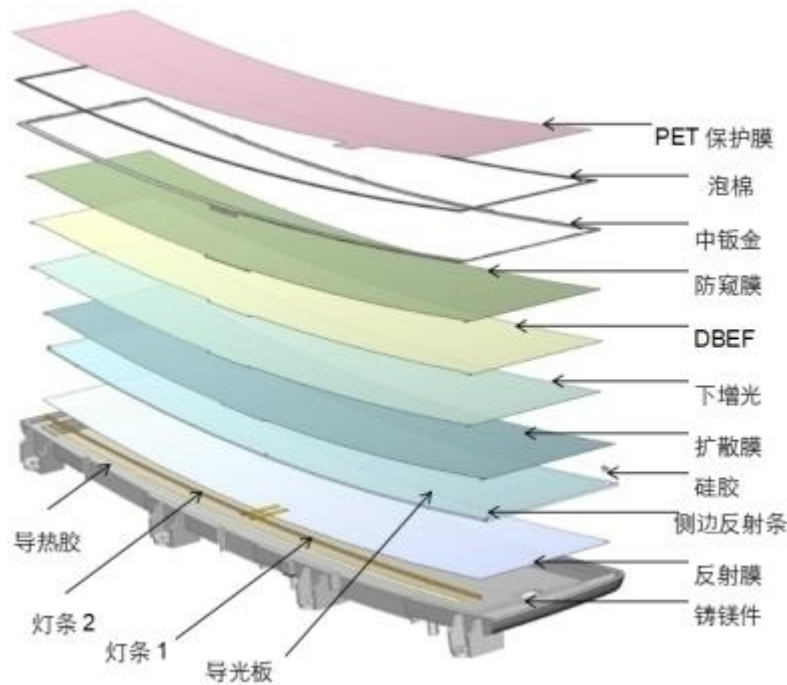 PET 保护膜
泡棉
中钣金
防窥膜
DBEF
下增光
扩散膜
硅胶
侧边反射条
反射膜
铸镁件
导热胶
灯条 2
灯条 1
导光板